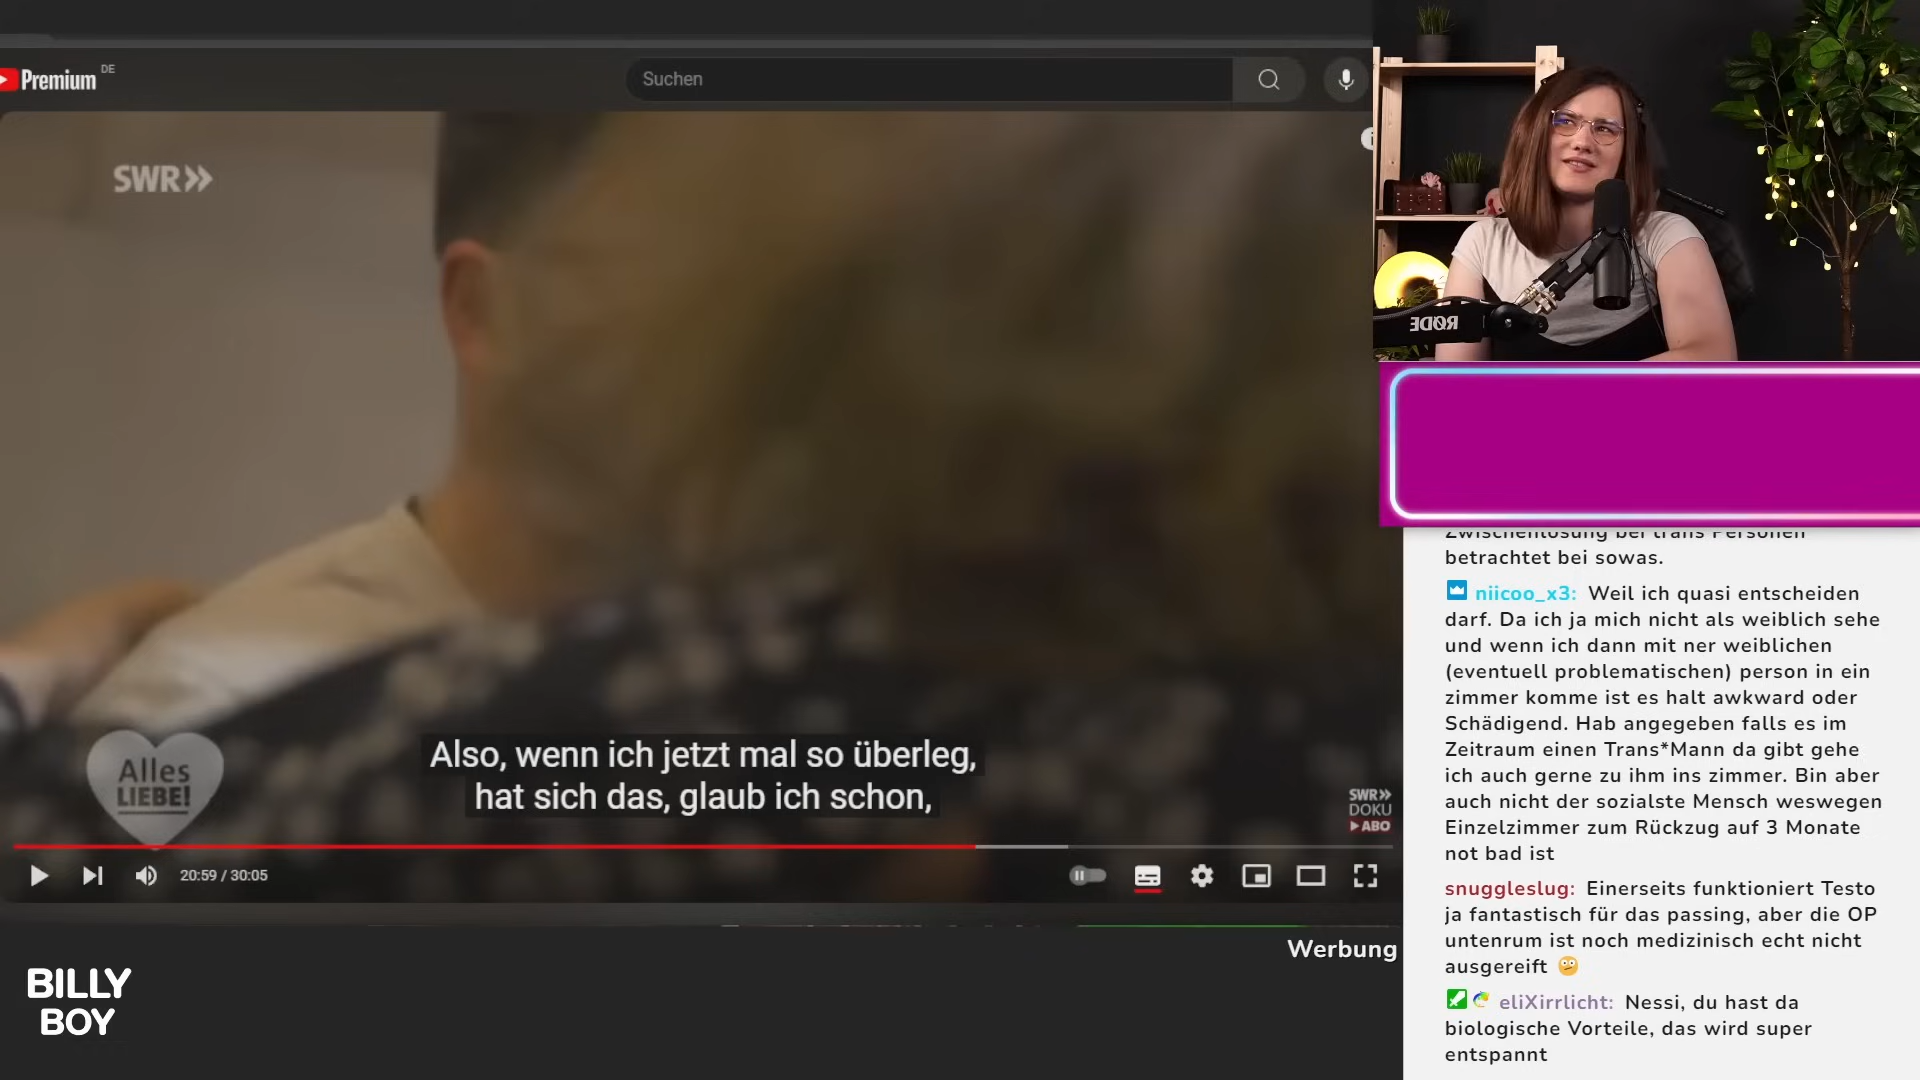 Premium DE
Suchen
SWR
Alles
LIEBE!
Also, wenn ich jetzt mal so überleg,
hat sich das, glaub ich schon,
SWR
DOKU
ABO
20:59 / 30:05
Werbung
BILLY
BOY
RØDE
Zwischenlösung bei trans Personen
betrachtet bei sowas.
niicoo_x3: Weil ich quasi entscheiden
darf. Da ich ja mich nicht als weiblich sehe
und wenn ich dann mit ner weiblichen
(eventuell problematischen) person in ein
zimmer komme ist es halt awkward oder
Schädigend. Hab angegeben falls es im
Zeitraum einen Trans*Mann da gibt gehe
ich auch gerne zu ihm ins zimmer. Bin aber
auch nicht der sozialste Mensch weswegen
Einzelzimmer zum Rückzug auf 3 Monate
not bad ist
snuggleslug: Einerseits funktioniert Testo
ja fantastisch für das passing, aber die OP
untenrum ist noch medizinisch echt nicht
ausgereift
eliXirrlicht: Nessi, du hast da
biologische Vorteile, das wird super
entspannt